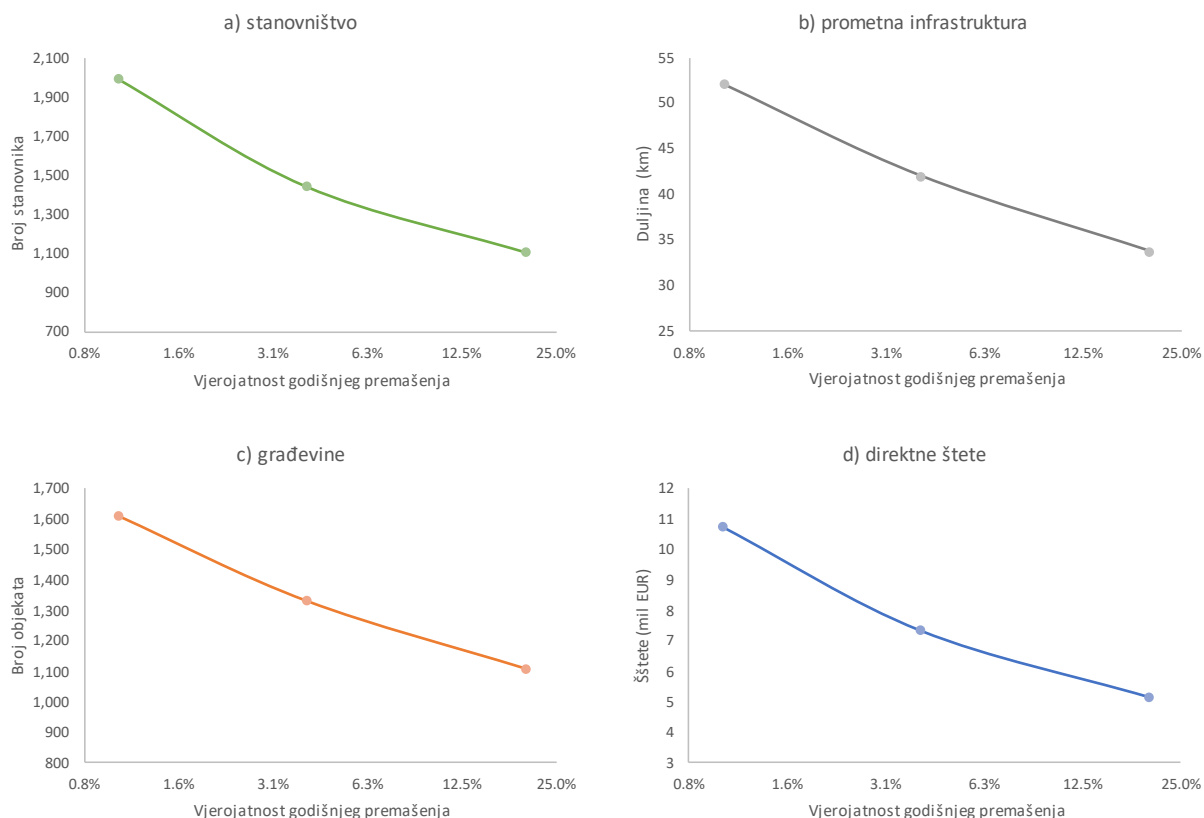 a) stanovništvo
2,100
1,900
1,700
1,500
1,300
1,100
900
700
Broj stanovnika
0.8% 1.6% 3.1% 6.3% 12.5% 25.0%
Vjerojatnost godišnjeg premašenja
b) prometna infrastruktura
55
50
45
40
35
30
25
Duljina (km)
0.8% 1.6% 3.1% 6.3% 12.5% 25.0%
Vjerojatnost godišnjeg premašenja
c) građevine
1,700
1,600
1,500
1,400
1,300
1,200
1,100
1,000
900
800
Broj objekata
0.8% 1.6% 3.1% 6.3% 12.5% 25.0%
Vjerojatnost godišnjeg premašenja
d) direktne štete
12
11
10
9
8
7
6
5
4
3
Šštete (mil EUR)
0.8% 1.6% 3.1% 6.3% 12.5% 25.0%
Vjerojatnost godišnjeg premašenja